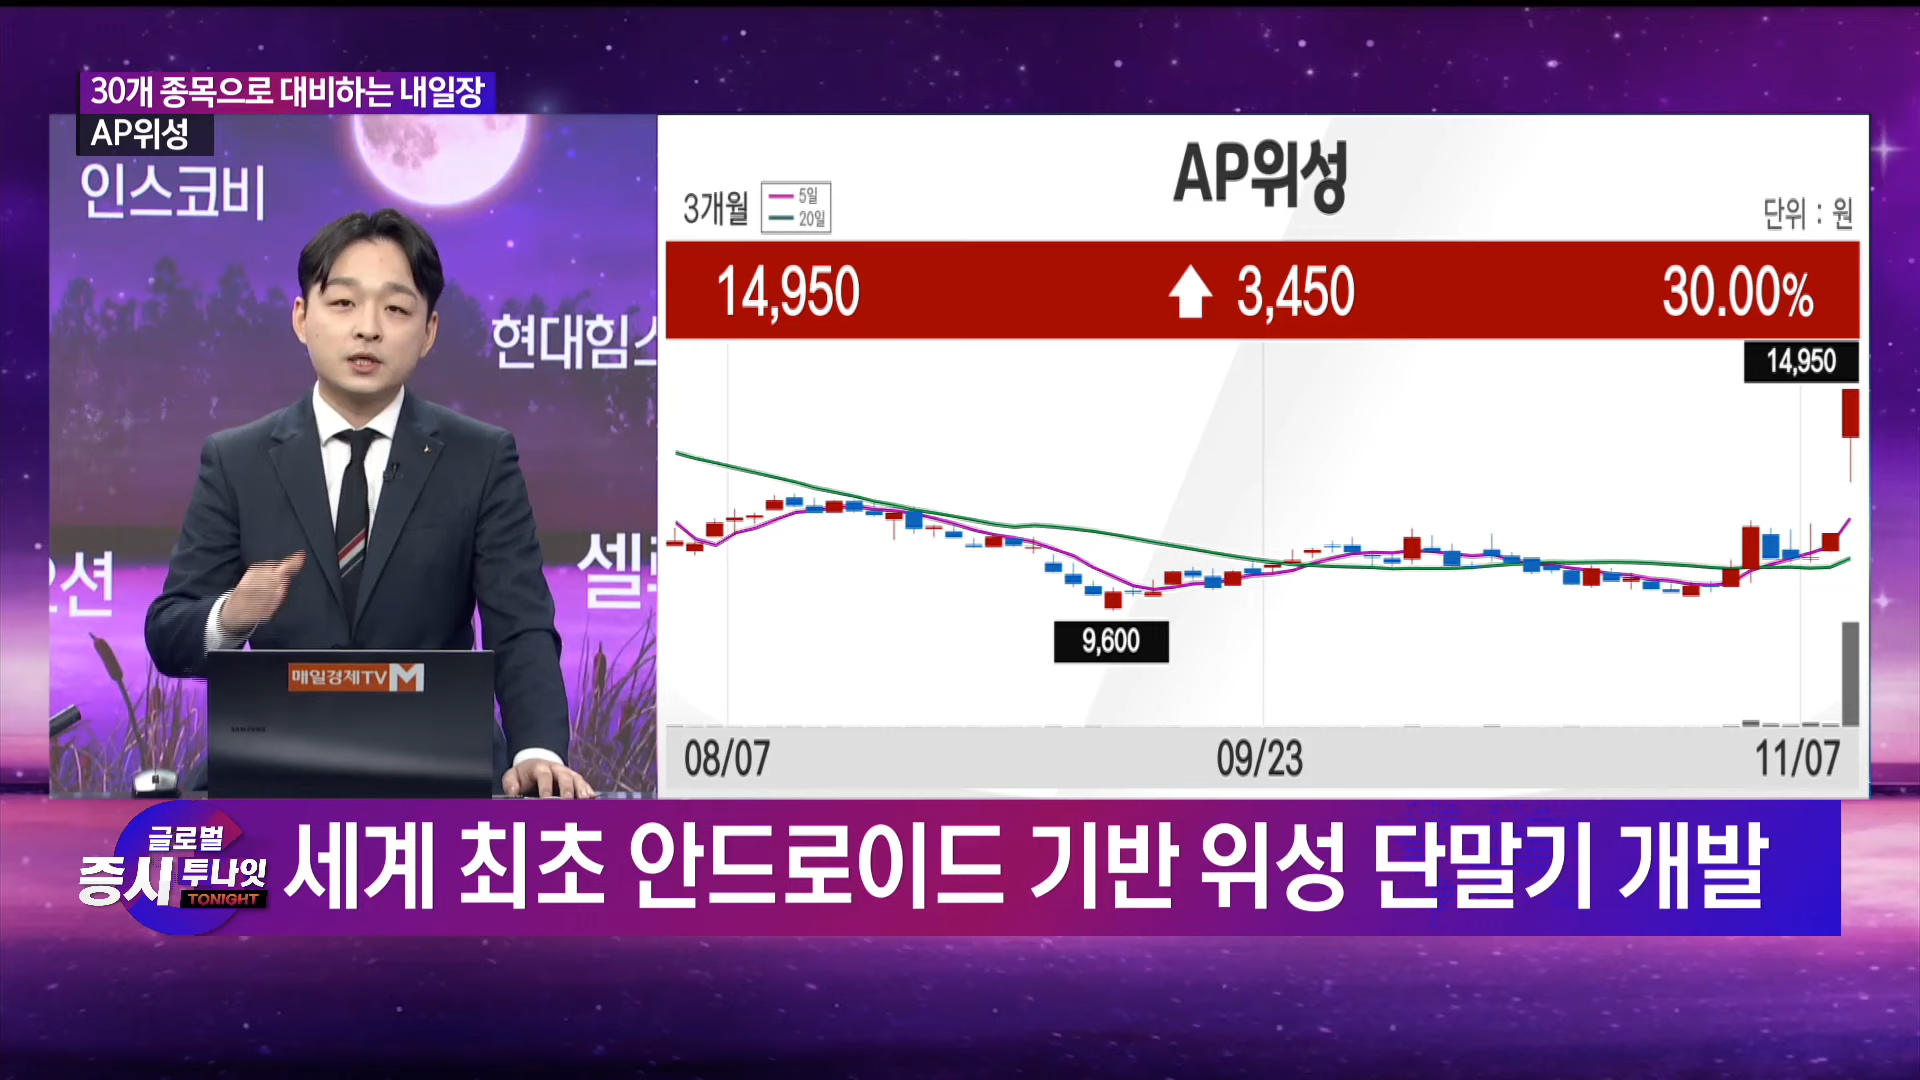 30개 종목으로 대비하는 내일장
AP위성
인스코비
현대힘스
오션
AP위성
3개월
5일
20일
단위 : 원
14,950
3,450
30.00%
14,950
9,600
08/07
09/23
11/07
매일경제TV M
SAMSUNG
글로벌
증시 투나잇
TONIGHT
세계 최초 안드로이드 기반 위성 단말기 개발